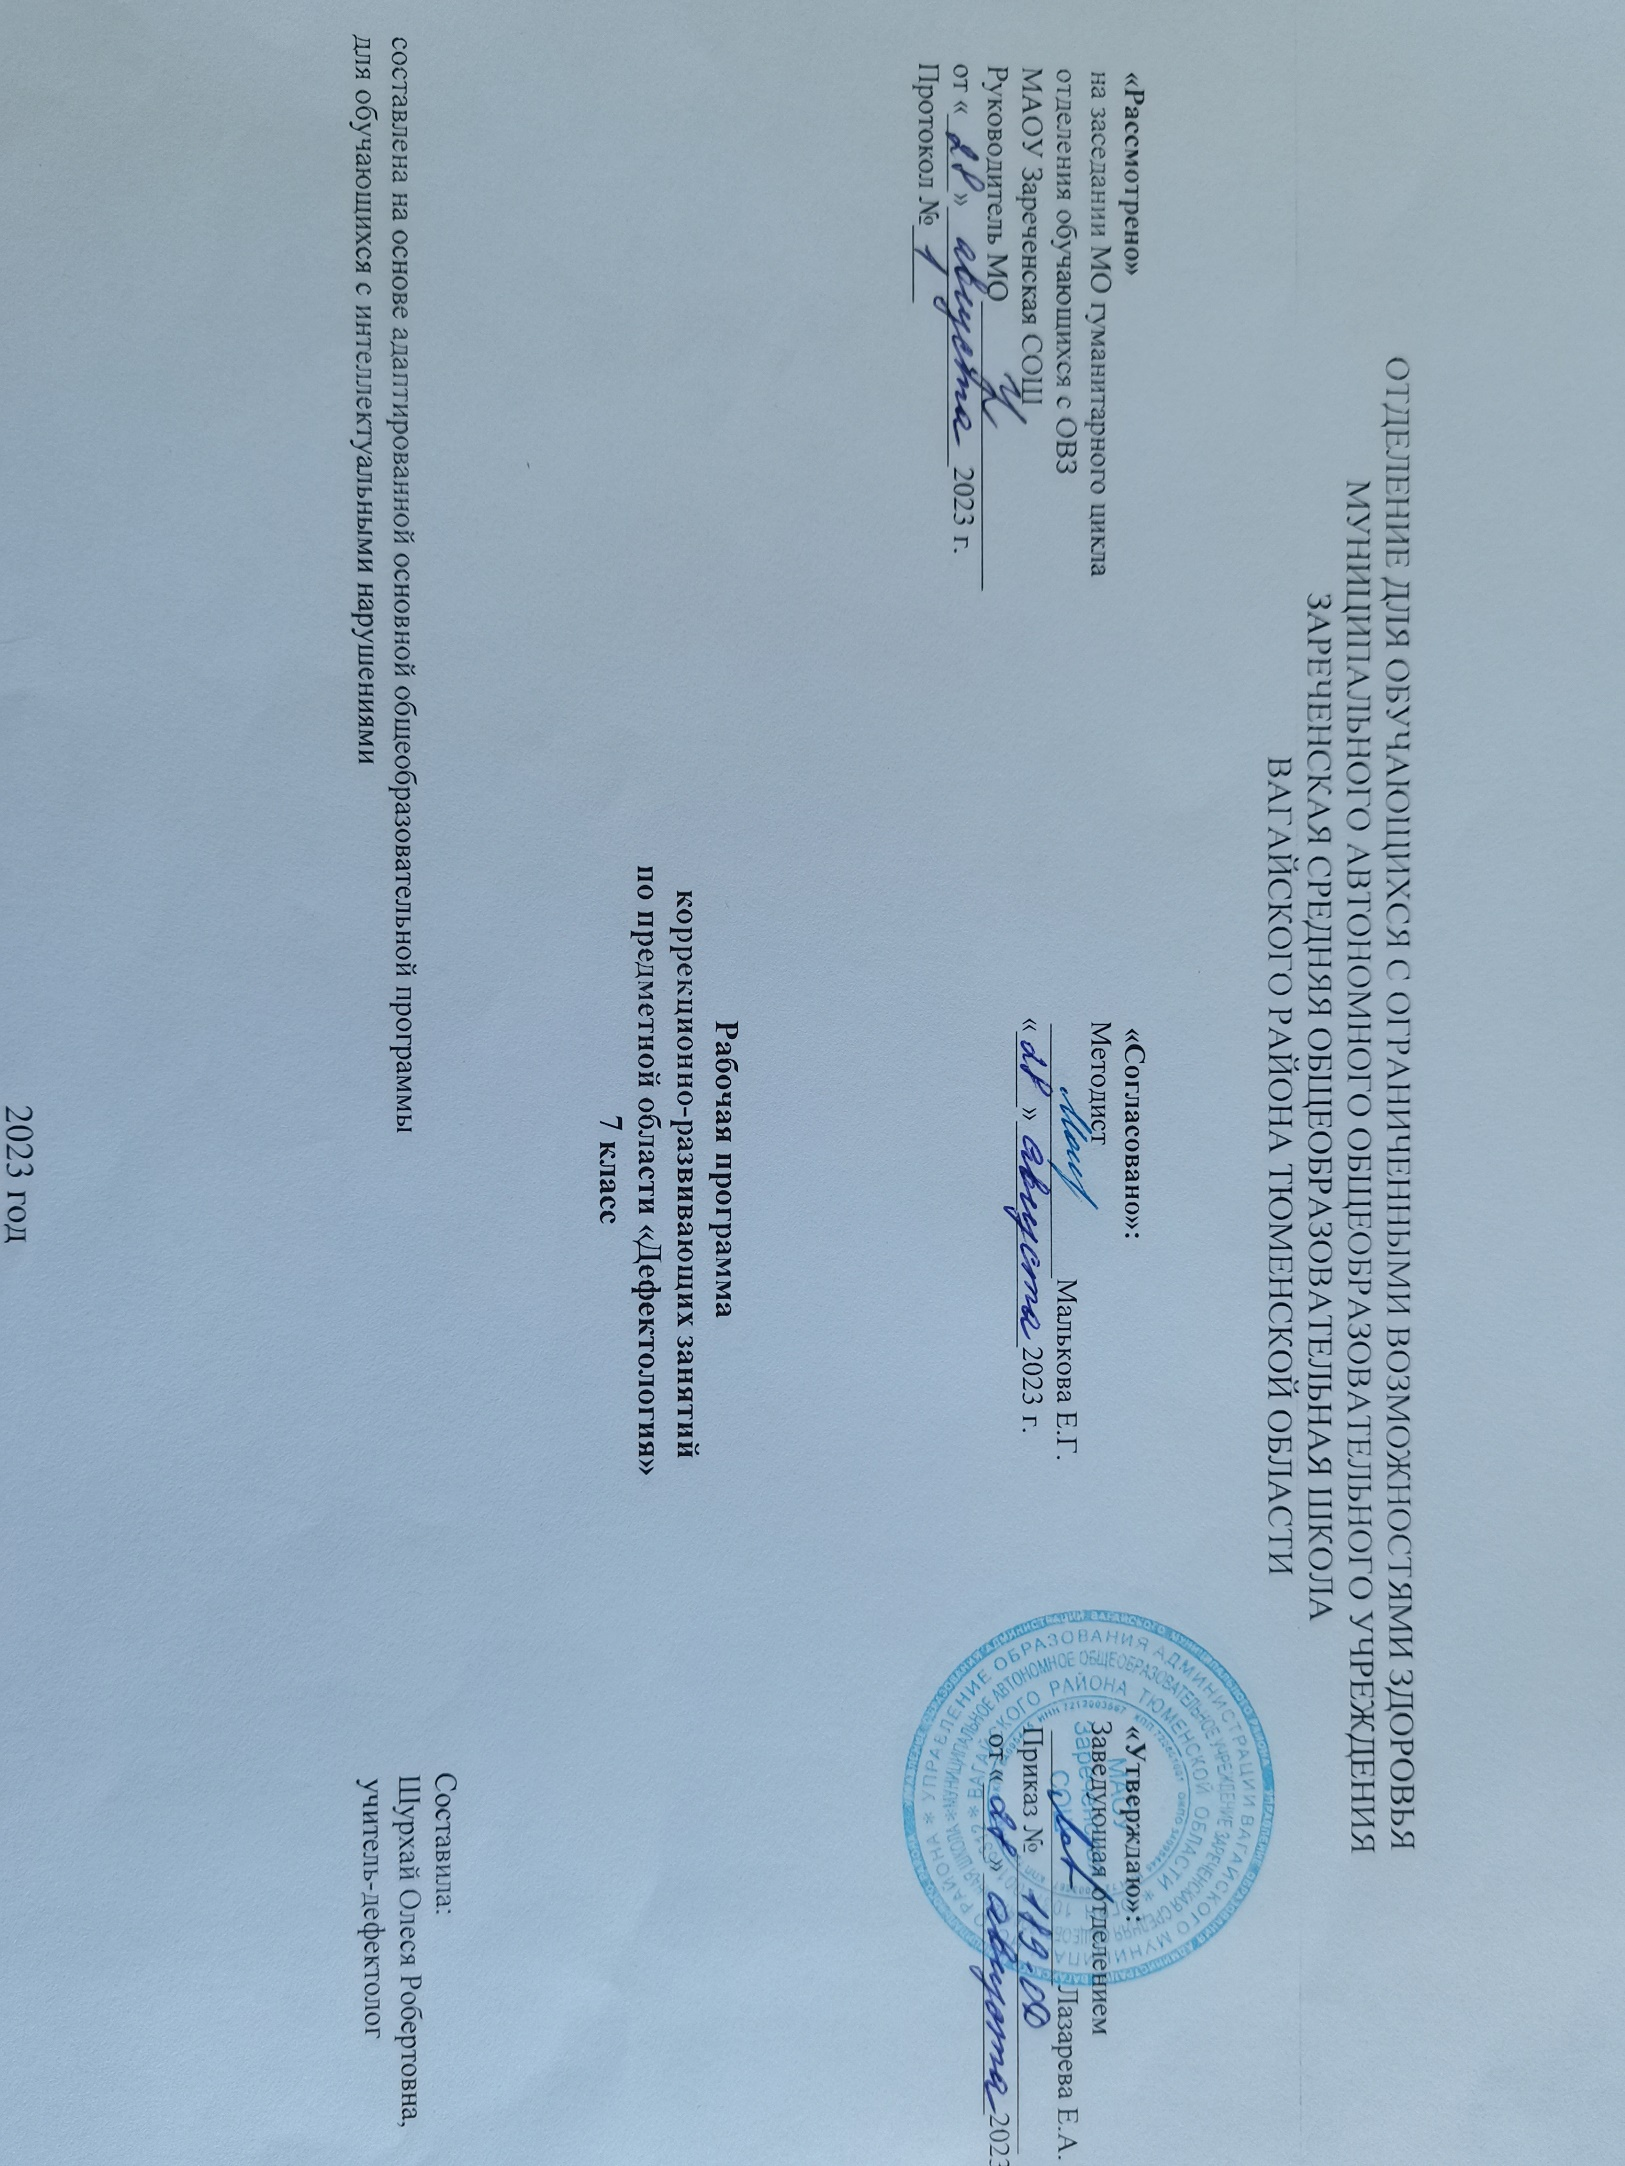 ОТДЕЛЕНИЕ ДЛЯ ОБУЧАЮЩИХСЯ С ОГРАНИЧЕННЫМИ ВОЗМОЖНОСТЯМИ ЗДОРОВЬЯ
МУНИЦИПАЛЬНОГО АВТОНОМНОГО ОБЩЕОБРАЗОВАТЕЛЬНОГО УЧРЕЖДЕНИЯ
ЗАРЕЧЕНСКАЯ СРЕДНЯЯ ОБЩЕОБРАЗОВАТЕЛЬНАЯ ШКОЛА
ВАГАЙСКОГО РАЙОНА ТЮМЕНСКОЙ ОБЛАСТИ
«Рассмотрено»
на заседании МО гуманитарного цикла
отделения обучающихся с ОВЗ
МАОУ Зареченская СОШ
Руководитель МО
от « 28 » августа 2023 г.
Протокол № 1
«Согласовано»:
Методист
Малькова Е.Г.
« 28 » августа 2023 г.
«Утверждаю»:
Заведующая отделением
Лазарева Е.А.
Приказ № 189-од
от « 28 » августа 2023
Рабочая программа
коррекционно-развивающих занятий
по предметной области «Дефектология»
7 класс
составлена на основе адаптированной основной общеобразовательной программы
для обучающихся с интеллектуальными нарушениями
Составила:
Шурхай Олеся Робертовна,
учитель-дефектолог
2023 год